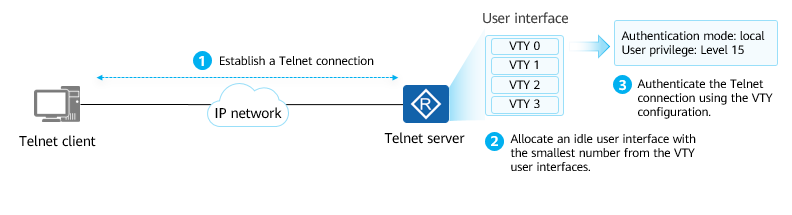 User interface
VTY 0
VTY 1
VTY 2
VTY 3
Authentication mode: local
User privilege: Level 15
1 Establish a Telnet connection
IP network
R
Telnet client
Telnet server
2 Allocate an idle user interface with
the smallest number from the VTY
user interfaces.
3 Authenticate the Telnet
connection using the VTY
configuration.